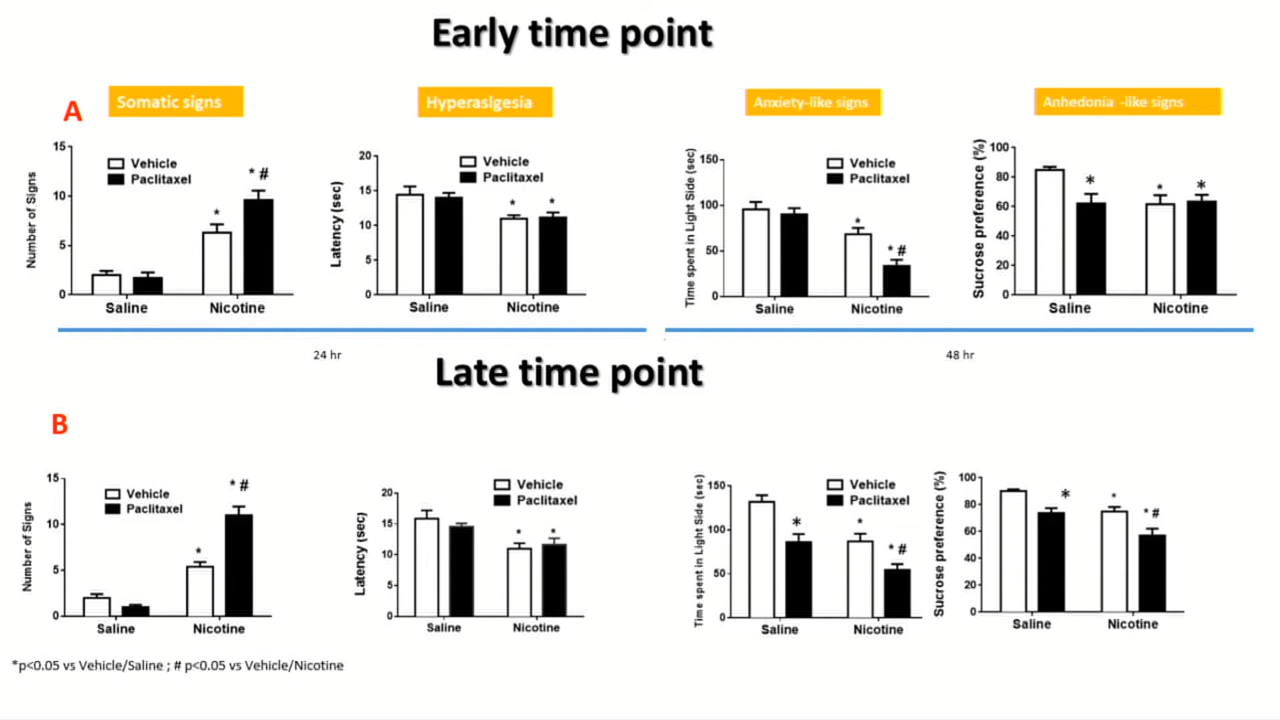 Early time point
A
Somatic signs
Hyperaslgesia
Anxiety-like signs
Anhedonia -like signs
Number of Signs
15
10
5
0
Vehicle
Paclitaxel
*
* #
Saline
Nicotine
Latency (sec)
20
15
10
5
0
Vehicle
Paclitaxel
*
*
Saline
Nicotine
Time spent in Light Side (sec)
150
100
50
0
Vehicle
Paclitaxel
*
* #
Saline
Nicotine
Sucrose preference (%)
100
80
60
40
20
0
*
*
*
Saline
Nicotine
24 hr
48 hr
Late time point
B
Number of Signs
15
10
5
0
Vehicle
Paclitaxel
*
* #
Saline
Nicotine
Latency (sec)
20
15
10
5
0
Vehicle
Paclitaxel
*
*
Saline
Nicotine
Time spent in Light Side (sec)
150
100
50
0
Vehicle
Paclitaxel
*
*
* #
Saline
Nicotine
Sucrose preference (%)
100
80
60
40
20
0
*
*
* #
Saline
Nicotine
*p<0.05 vs Vehicle/Saline ; # p<0.05 vs Vehicle/Nicotine